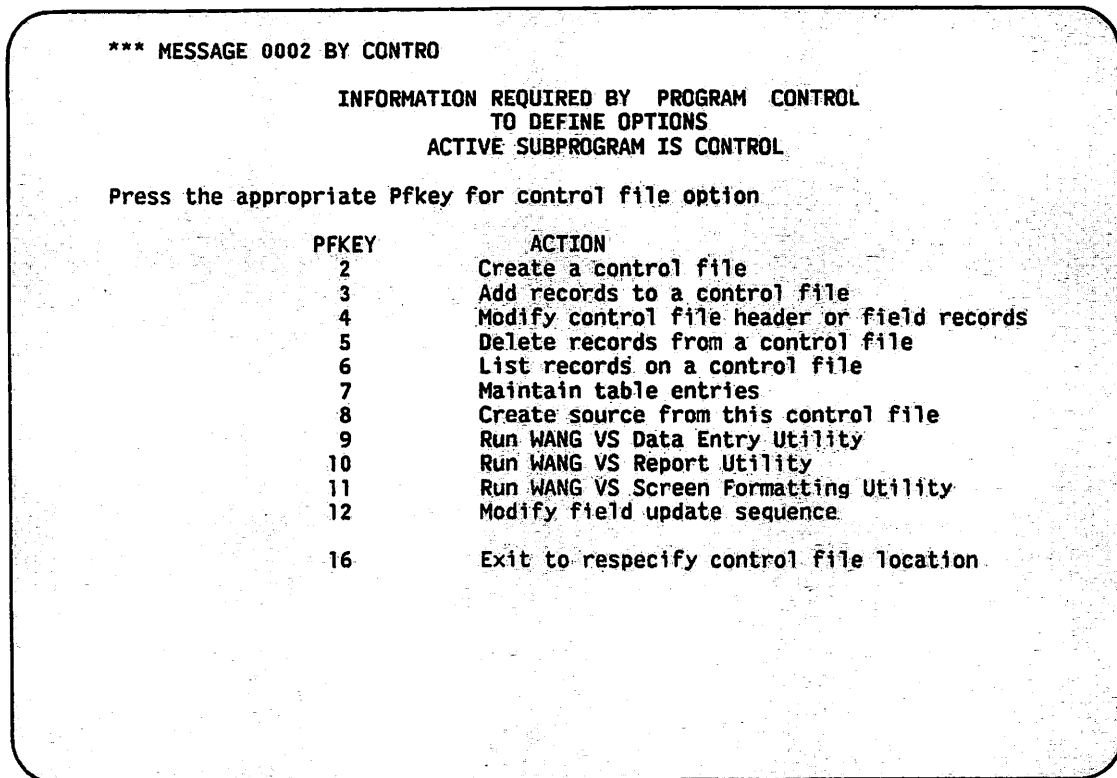 *** MESSAGE 0002 BY CONTRO
INFORMATION REQUIRED BY PROGRAM CONTROL
TO DEFINE OPTIONS
ACTIVE SUBPROGRAM IS CONTROL
Press the appropriate Pfkey for control file option
PFKEY ACTION
2 Create a control file
3 Add records to a control file
4 Modify control file header or field records
5 Delete records from a control file
6 List records on a control file
7 Maintain table entries
8 Create source from this control file
9 Run WANG VS Data Entry Utility
10 Run WANG VS Report Utility
11 Run WANG VS Screen Formatting Utility
12 Modify field update sequence
16 Exit to respecify control file location